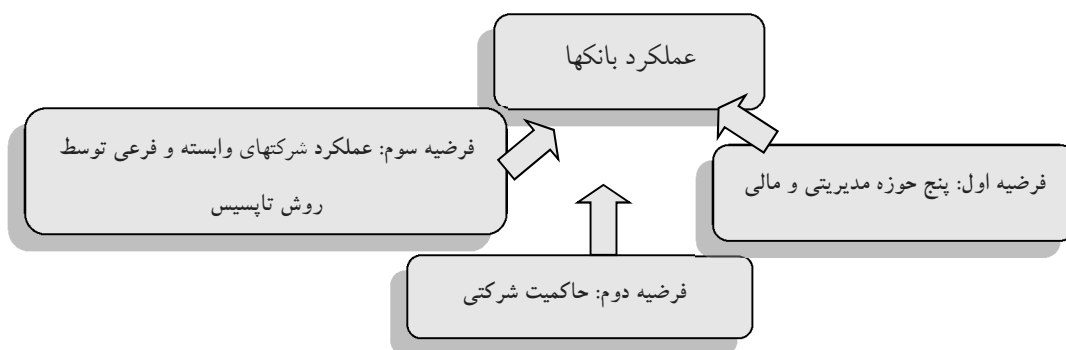 عملکرد بانکها
فرضیه سوم: عملکرد شرکتهای وابسته و فرعی توسط
روش تاپسیس
فرضیه اول: پنج حوزه مدیریتی و مالی
فرضیه دوم: حاکمیت شرکتی